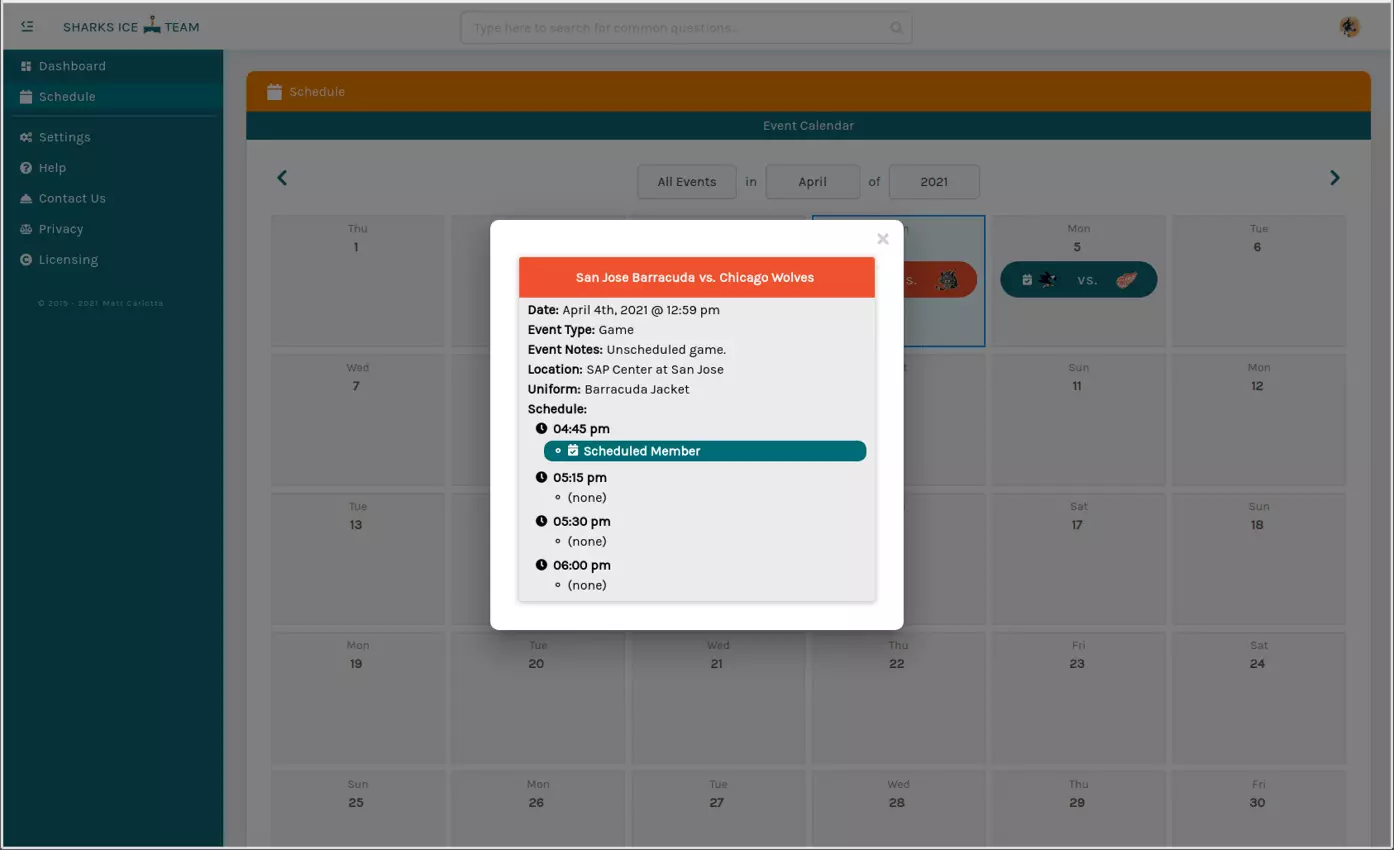 SHARKS ICE TEAM
Type here to search for common questions...
Dashboard
Schedule
Settings
Help
Contact Us
Privacy
Licensing
© 2019 - 2021 Matt Carlotta
Schedule
Event Calendar
All Events in April of 2021
Thu
1
Mon
5
Tue
6
vs.
San Jose Barracuda vs. Chicago Wolves
Date: April 4th, 2021 @ 12:59 pm
Event Type: Game
Event Notes: Unscheduled game.
Location: SAP Center at San Jose
Uniform: Barracuda Jacket
Schedule:
04:45 pm
Scheduled Member
05:15 pm
(none)
05:30 pm
(none)
06:00 pm
(none)
Wed
7
Sun
11
Mon
12
Tue
13
Sat
17
Sun
18
Mon
19
Tue
20
Wed
21
Thu
22
Fri
23
Sat
24
Sun
25
Mon
26
Tue
27
Wed
28
Thu
29
Fri
30